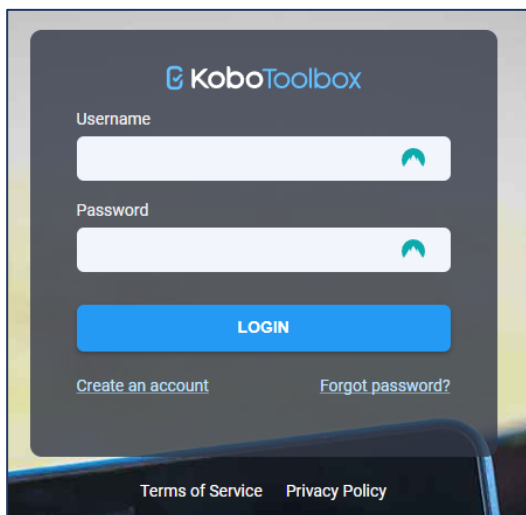 KoboToolbox
Username
Password
LOGIN
Create an account Forgot password?
Terms of Service Privacy Policy